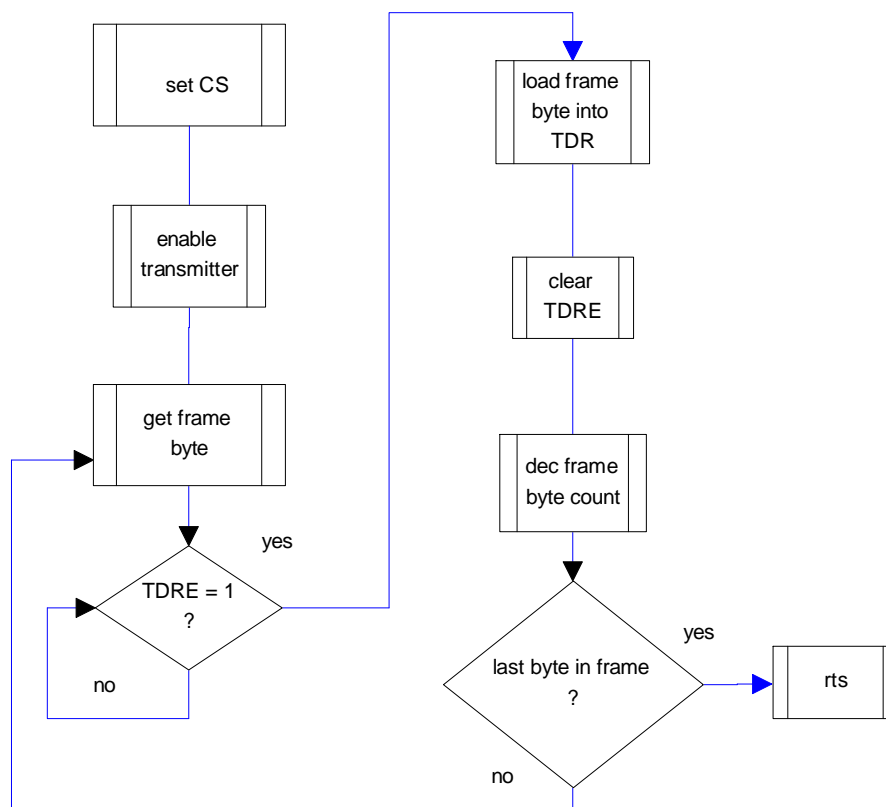 set CS
enable
transmitter
get frame
byte
yes
TDRE = 1
?
no
load frame
byte into
TDR
clear
TDRE
dec frame
byte count
yes
last byte in frame
?
rts
no